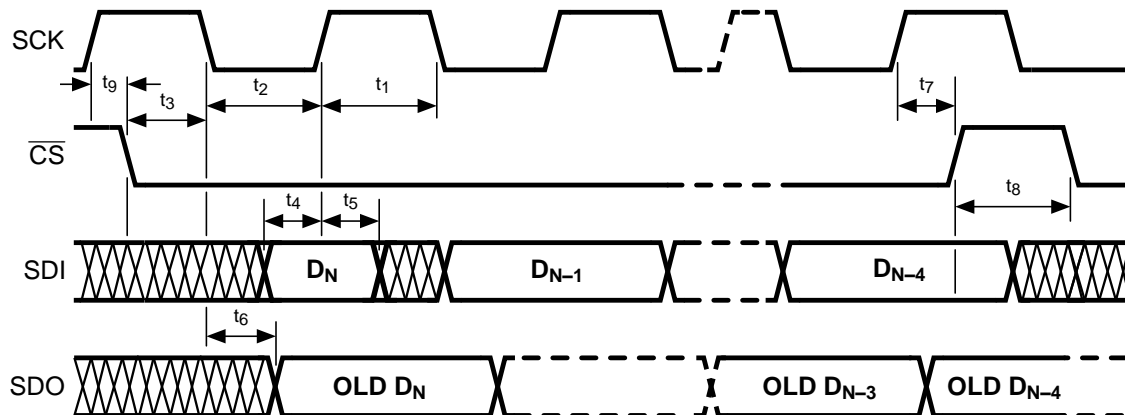 SCK
t9
t3
t2
t1
t7
CS
t8
t4
t5
SDI
DN
DN–1
DN–4
t6
SDO
OLD DN
OLD DN–3
OLD DN–4